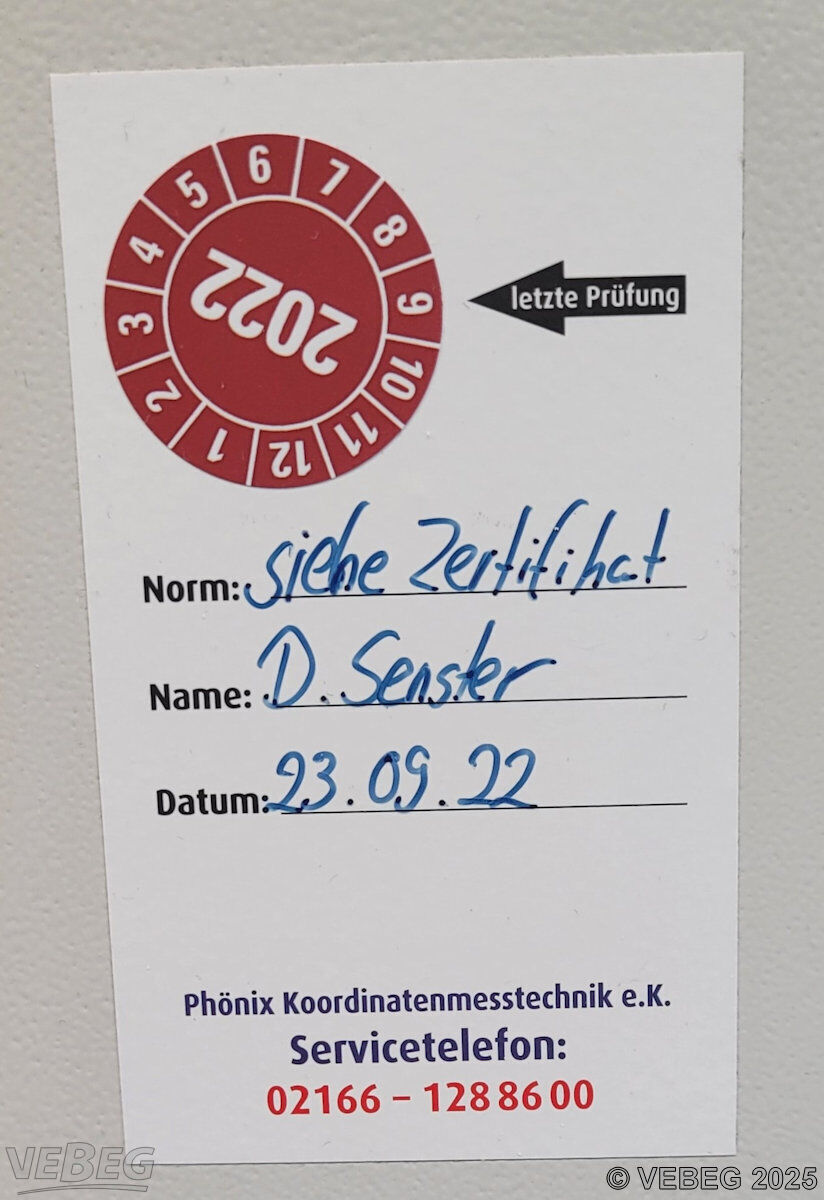 6
5
7
4
8
3
2022
9
letzte Prüfung
2
10
1
12
11
Norm: siehe Zertifikat
Name: D. Senster
Datum: 23.09.22
Phönix Koordinatenmesstechnik e.K.
Servicetelefon:
02166 – 128 86 00
VEBEG
© VEBEG 2025